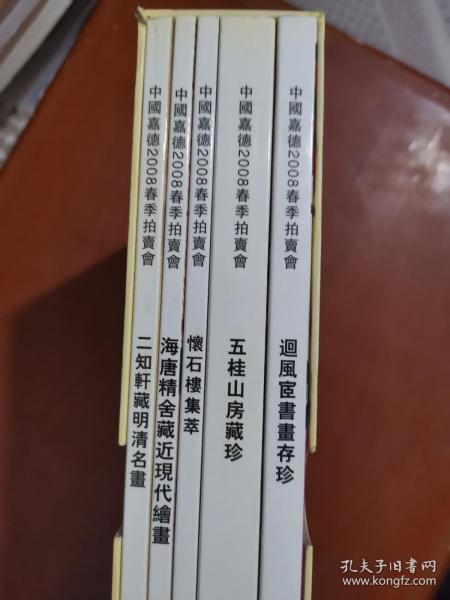 中國嘉德2008春季拍賣會
二知軒藏明清名畫
中國嘉德2008春季拍賣會
海唐精舍藏近現代繪畫
中國嘉德2008春季拍賣會
懷石樓集萃
中國嘉德2008春季拍賣會
五桂山房藏珍
中國嘉德2008春季拍賣會
迴風宧書畫存珍
孔夫子旧书网
www.kongfz.com